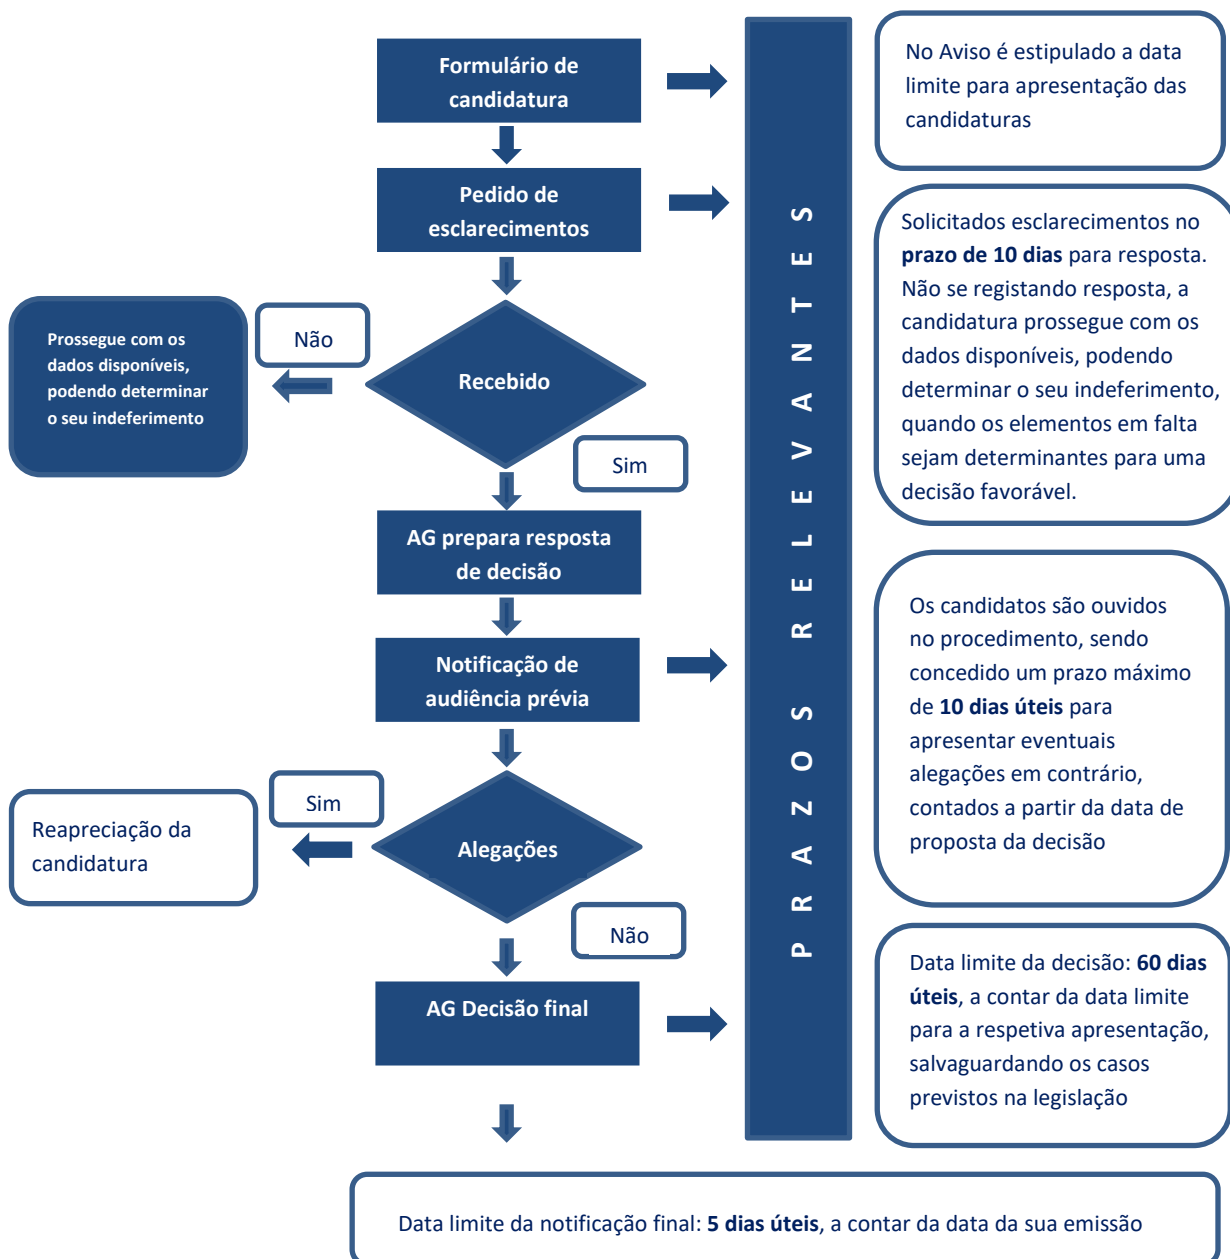 Formulário de
candidatura
No Aviso é estipulado a data
limite para apresentação das
candidaturas
Pedido de
esclarecimentos
Solicitados esclarecimentos no
prazo de 10 dias para resposta.
Não se registando resposta, a
candidatura prossegue com os
dados disponíveis, podendo
determinar o seu indeferimento,
quando os elementos em falta
sejam determinantes para uma
decisão favorável.
Não
Prossegue com os
dados disponíveis,
podendo determinar
o seu indeferimento
Recebido
Sim
AG prepara resposta
de decisão
Notificação de
audiência prévia
Os candidatos são ouvidos
no procedimento, sendo
concedido um prazo máximo
de 10 dias úteis para
apresentar eventuais
alegações em contrário,
contados a partir da data de
proposta da decisão
Sim
Reapreciação da
candidatura
Alegações
Não
AG Decisão final
Data limite da decisão: 60 dias
úteis, a contar da data limite
para a respetiva apresentação,
salvaguardando os casos
previstos na legislação
PRAZOS RELEVANTES
Data limite da notificação final: 5 dias úteis, a contar da data da sua emissão